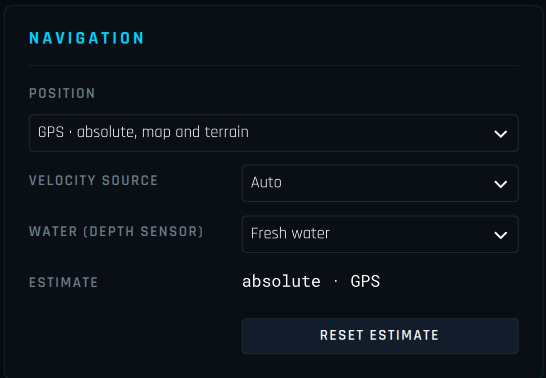 NAVIGATION
POSITION
GPS · absolute, map and terrain
VELOCITY SOURCE
Auto
WATER (DEPTH SENSOR)
Fresh water
ESTIMATE
absolute · GPS
RESET ESTIMATE